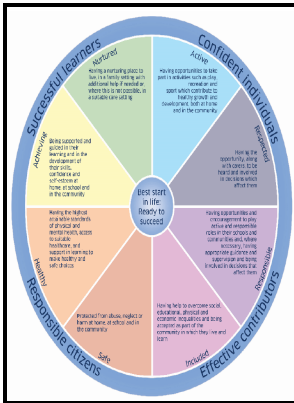 Successful learners
Confident individuals
Nurtured
Having a nurturing place to
live, in a family setting with
additional help if needed or
where this is not possible, in
a suitable care setting
Active
Having opportunities to take
part in activities such as play,
recreation and
sport which contribute to
healthy growth and
development, both at home
and in the community
Achieving
Being supported and
guided in their
learning and in the
development of
their skills,
confidence and
self-esteem at
home, at school and
in the community
Respected
Having the
opportunity, along
with carers, to be
heard and involved
in decisions which
affect them
Best start
in life:
Ready to
succeed
Healthy
Having the highest
attainable standards
of physical and
mental health, access
to suitable
healthcare, and
support in learning to
make healthy and
safe choices
Responsible
Having opportunities and
encouragement to play
active and responsible
roles in their schools and
communities and, where
necessary, having
appropriate guidance and
supervision and being
involved in decisions that
affect them
Safe
Protected from abuse, neglect or
harm at home, at school and in
the community
Included
Having help to overcome social,
educational, physical and
economic inequalities and being
accepted as part of the
community in which they live and
learn
Responsible citizens
Effective contributors